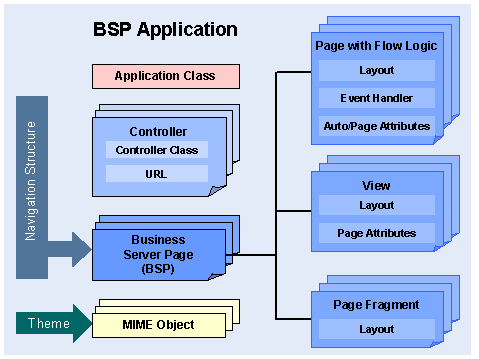 BSP Application
Application Class
Controller
Controller Class
URL
Business
Server Page
(BSP)
MIME Object
Navigation Structure
Theme
Page with Flow Logic
Layout
Event Handler
Auto/Page Attributes
View
Layout
Page Attributes
Page Fragment
Layout